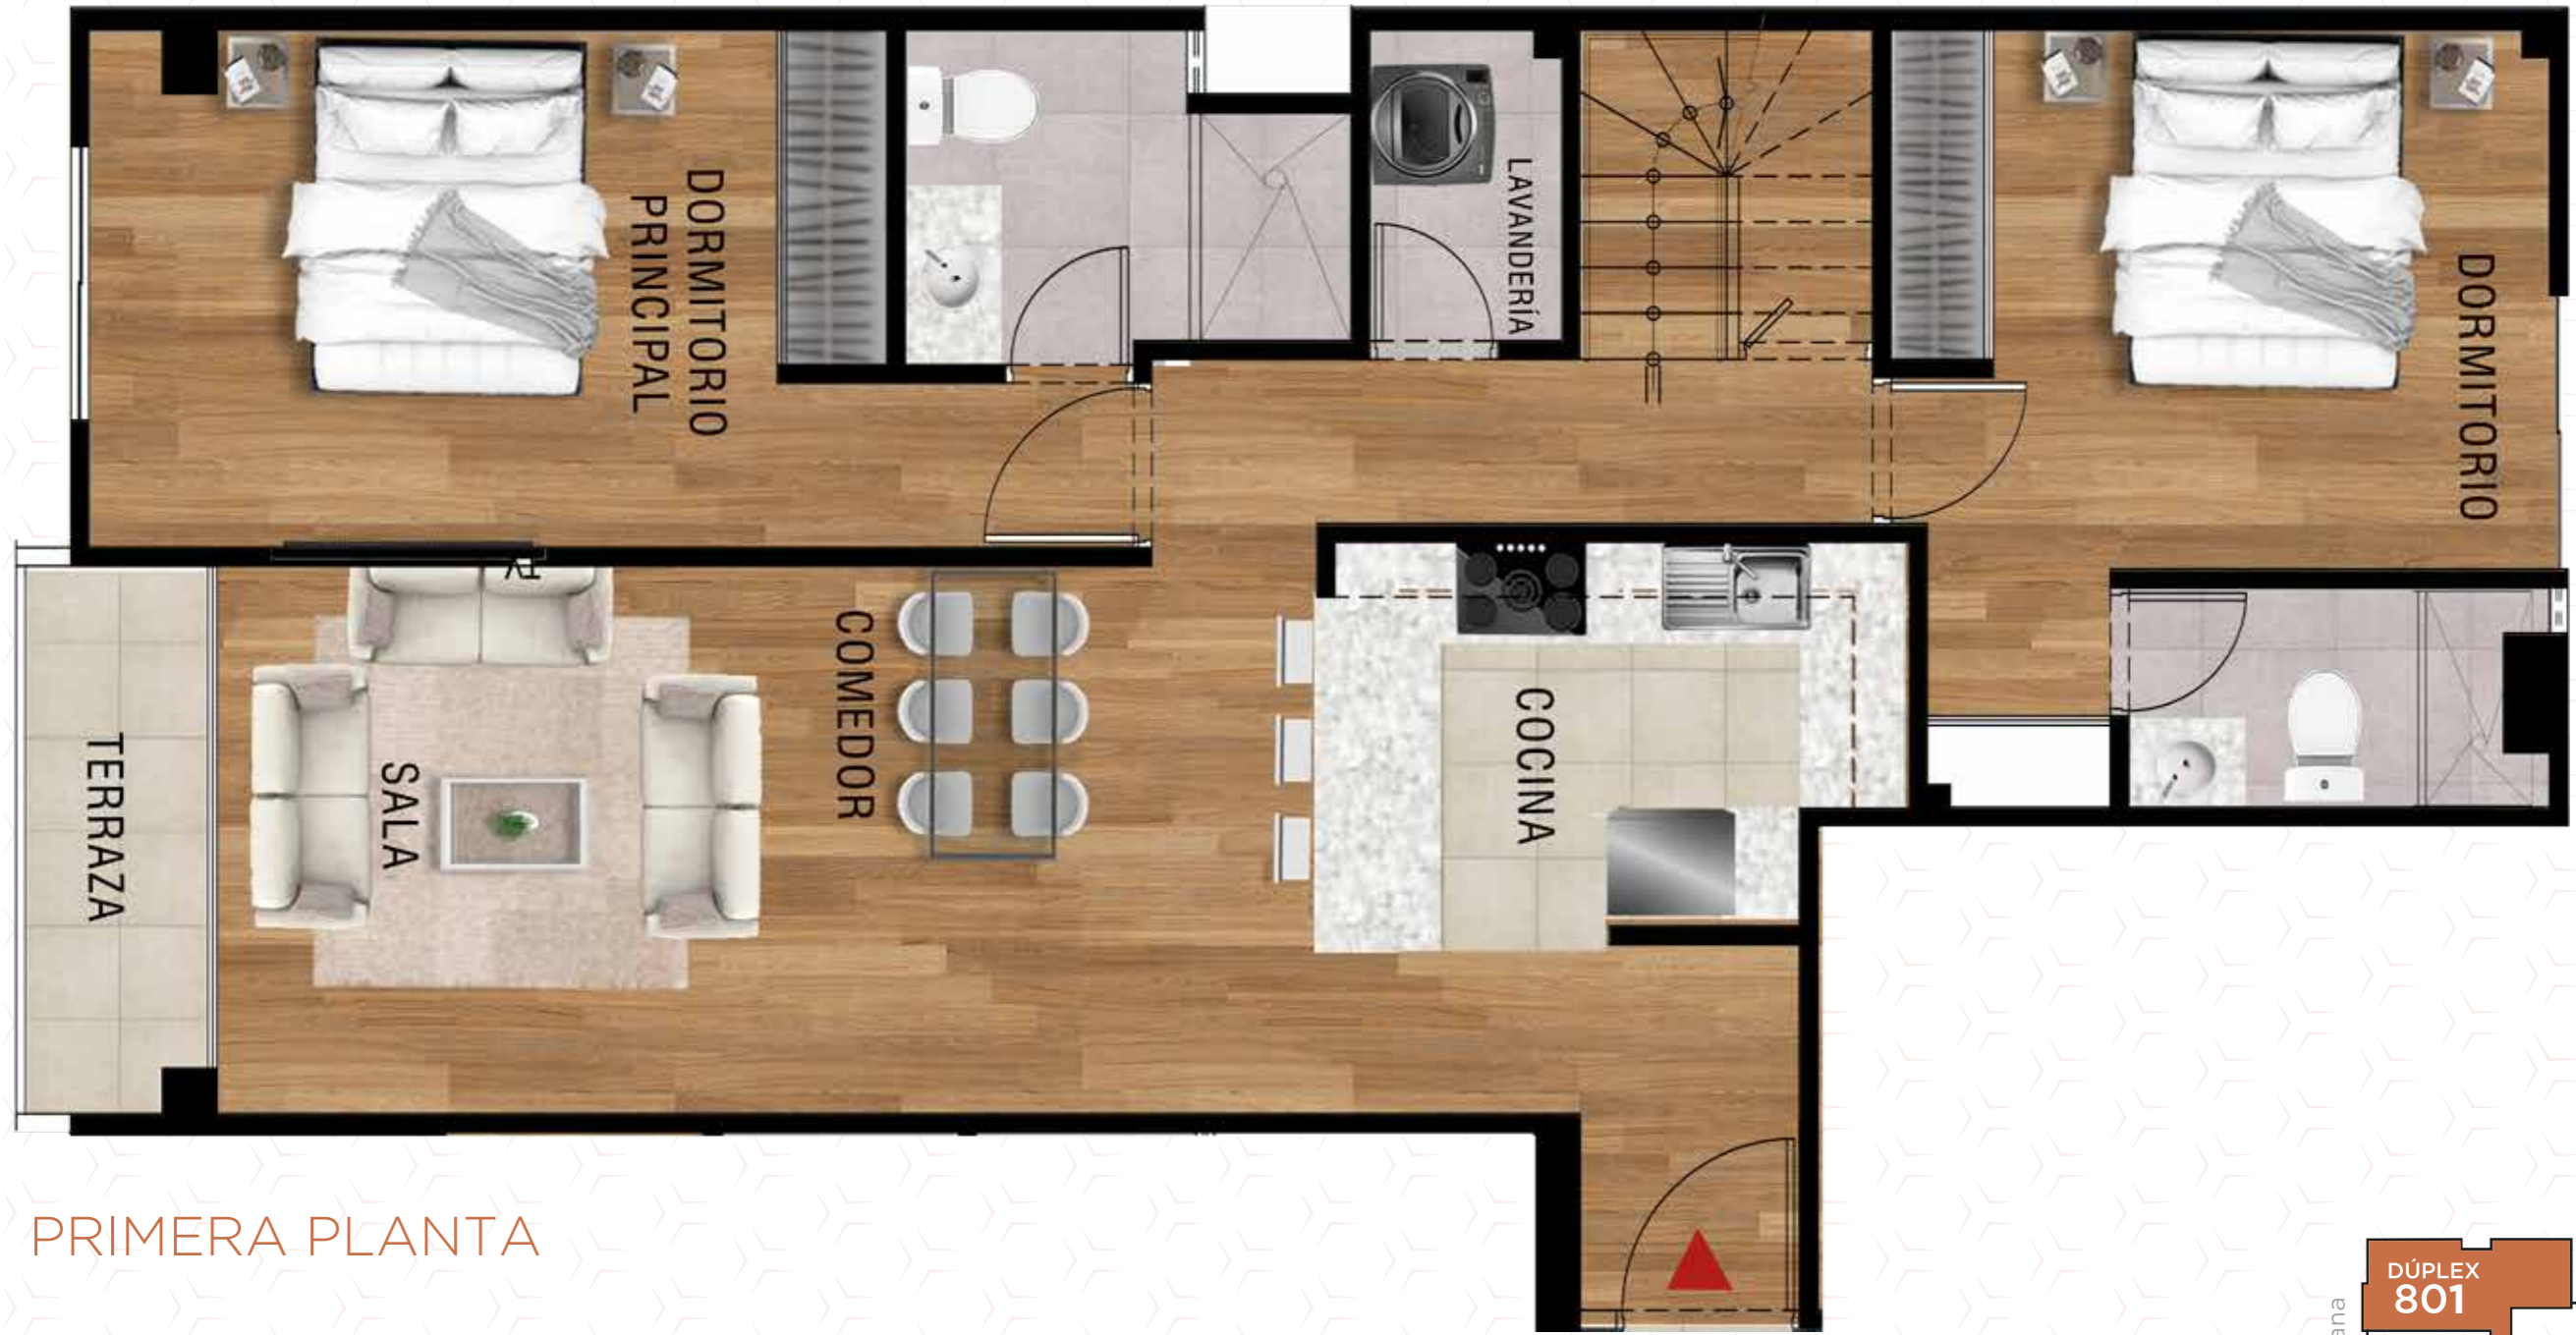 DORMITORIO
PRINCIPAL
LAVANDERÍA
DORMITORIO
TV
TERRAZA
SALA
COMEDOR
COCINA
PRIMERA PLANTA
DÚPLEX
801